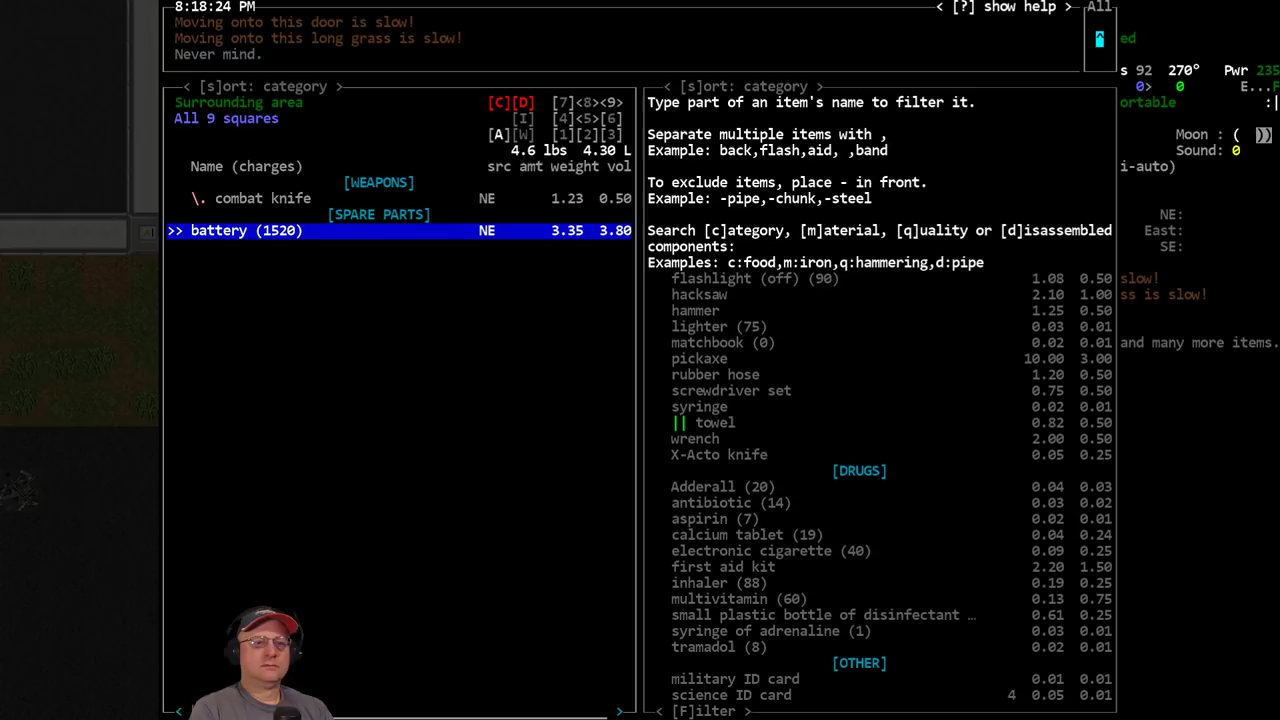 8:18:24 PM
Moving onto this door is slow!
Moving onto this long grass is slow!
Never mind.
< [?] show help >
All
^
ed
s 92 270° Pwr 235
0> 0 E...F
ortable :|
Moon : ( ))
Sound: 0
i-auto)
NE:
East:
SE:
slow!
ss is slow!
and many more items.
< [s]ort: category >
Surrounding area [C][D] [7]<8><9>
All 9 squares [I] [4]<5>[6]
[A][W] [1][2][3]
4.6 lbs 4.30 L
Name (charges) src amt weight vol
[WEAPONS]
\. combat knife NE 1.23 0.50
[SPARE PARTS]
>> battery (1520) NE 3.35 3.80
< >
< [s]ort: category >
Type part of an item's name to filter it.
Separate multiple items with ,
Example: back,flash,aid, ,band
To exclude items, place - in front.
Example: -pipe,-chunk,-steel
Search [c]ategory, [m]aterial, [q]uality or [d]isassembled
components:
Examples: c:food,m:iron,q:hammering,d:pipe
flashlight (off) (90) 1.08 0.50
hacksaw 2.10 1.00
hammer 1.25 0.50
lighter (75) 0.03 0.01
matchbook (0) 0.02 0.01
pickaxe 10.00 3.00
rubber hose 1.20 0.50
screwdriver set 0.75 0.50
syringe 0.02 0.01
|| towel 0.82 0.50
wrench 2.00 0.50
X-Acto knife 0.05 0.25
[DRUGS]
Adderall (20) 0.04 0.03
antibiotic (14) 0.03 0.02
aspirin (7) 0.02 0.01
calcium tablet (19) 0.04 0.24
electronic cigarette (40) 0.09 0.25
first aid kit 2.20 1.50
inhaler (88) 0.19 0.25
multivitamin (60) 0.13 0.75
small plastic bottle of disinfectant … 0.61 0.25
syringe of adrenaline (1) 0.03 0.01
tramadol (8) 0.02 0.01
[OTHER]
military ID card 0.01 0.01
science ID card 4 0.05 0.01
< [F]ilter >